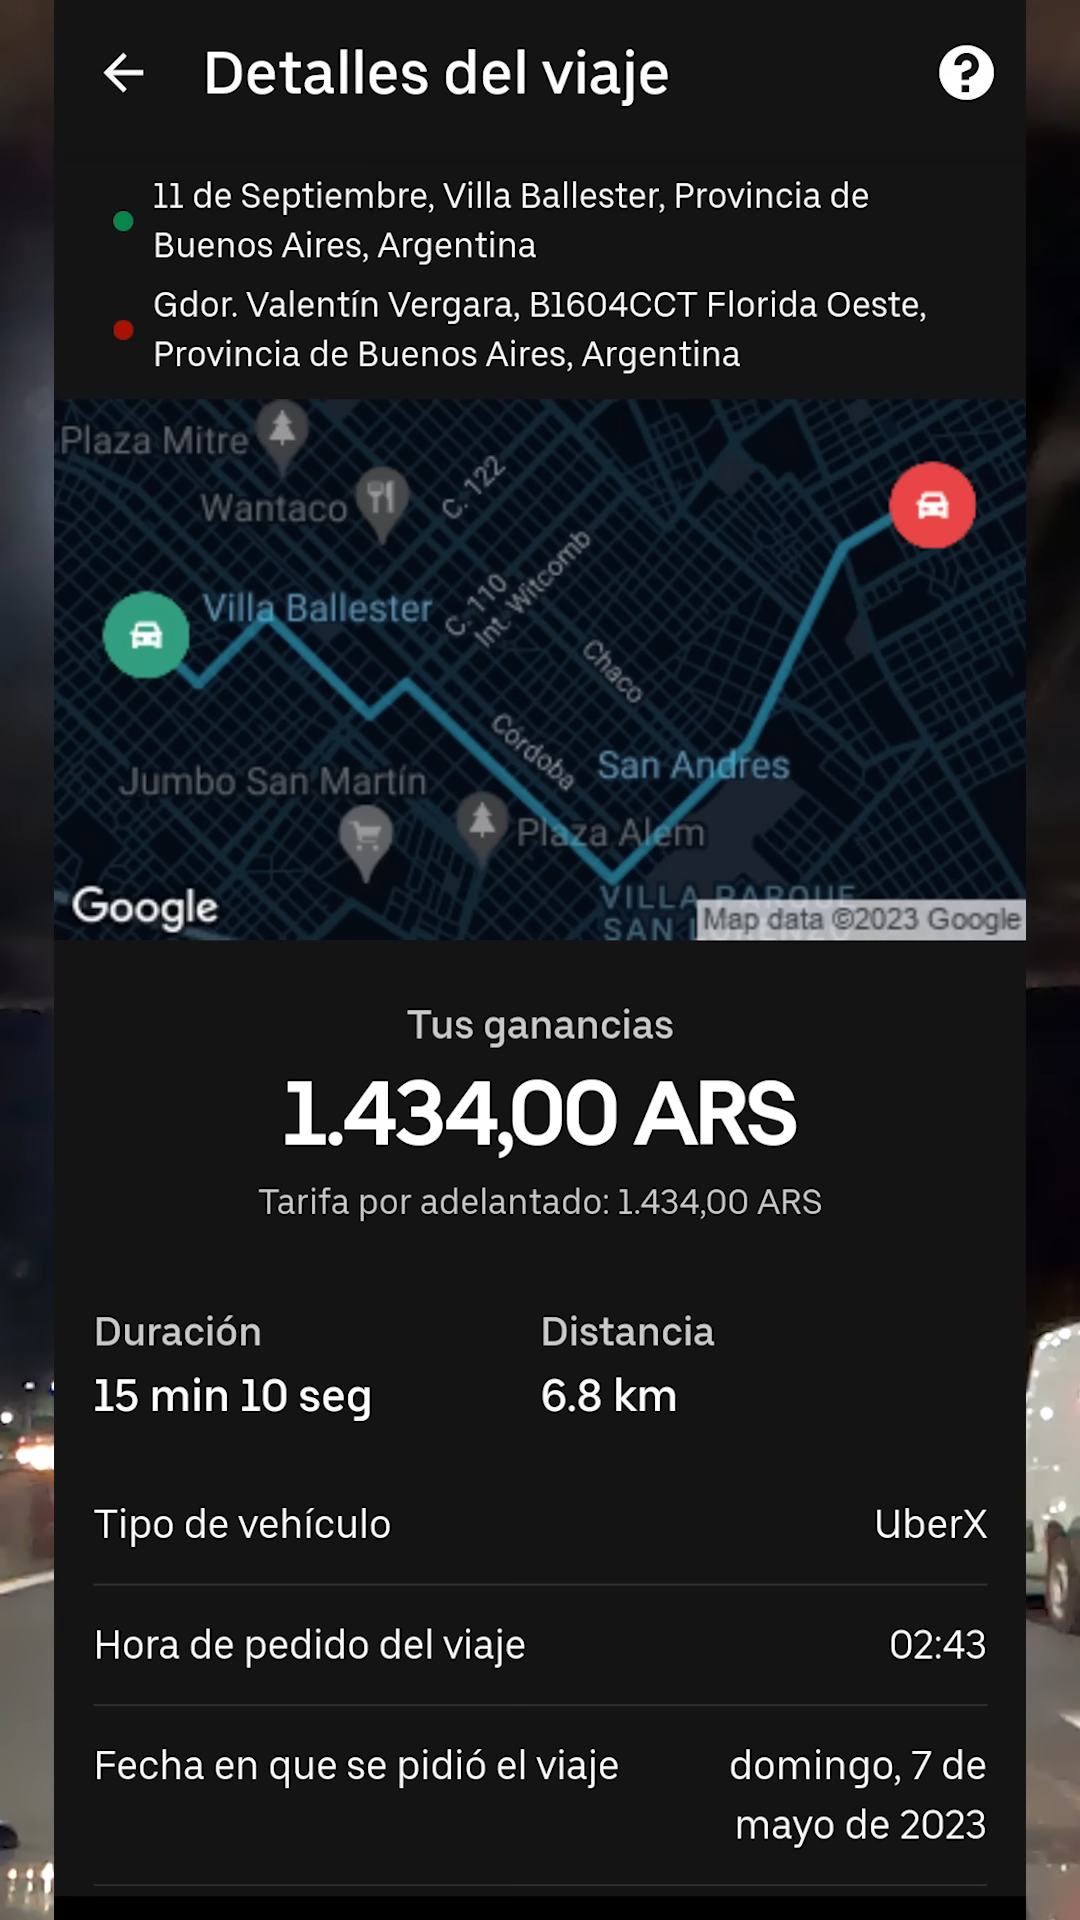 Detalles del viaje
11 de Septiembre, Villa Ballester, Provincia de
Buenos Aires, Argentina
Gdor. Valentín Vergara, B1604CCT Florida Oeste,
Provincia de Buenos Aires, Argentina
Plaza Mitre
Wantaco
C. 122
Villa Ballester
C. 110
Int. Witcomb
Chaco
Córdoba
San Andres
Jumbo San Martín
Plaza Alem
VILLA PARQUE
SAN LORENZO
Google
Map data ©2023 Google
Tus ganancias
1.434,00 ARS
Tarifa por adelantado: 1.434,00 ARS
Duración
Distancia
15 min 10 seg
6.8 km
Tipo de vehículo
UberX
Hora de pedido del viaje
02:43
Fecha en que se pidió el viaje
domingo, 7 de
mayo de 2023